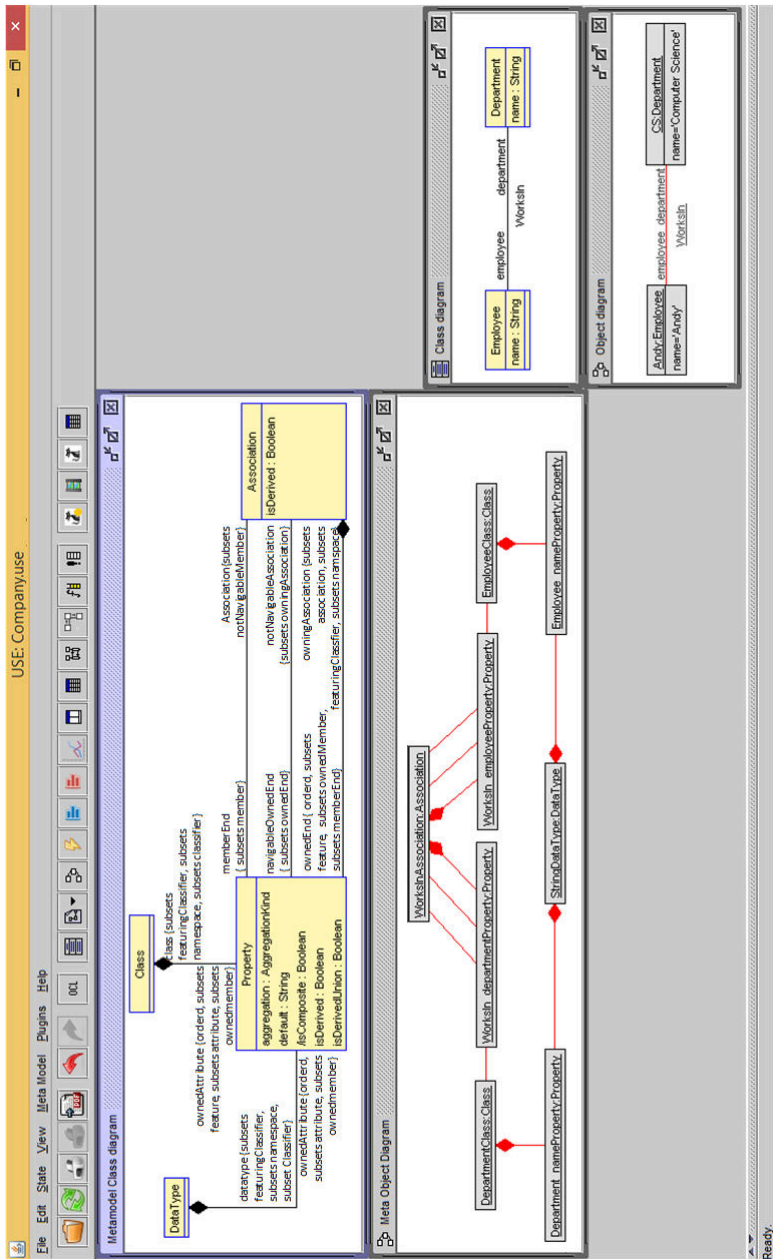 USE: Company.use
File Edit State View Meta Model Plugins Help
OCL
PDF
Metamodel Class diagram
DataType
Class
class {subsets
featuringClassifier, subsets
namespace, subsets classifier}
ownedAttribute {orderd, subsets
feature, subsets attribute, subsets
ownedmember}
datatype {subsets
featuringClassifier,
subsets namespace,
subset Classifier}
ownedAttribute {orderd,
subsets attribute, subsets
ownedmember}
Property
aggregation : AggregationKind
default : String
/isComposite : Boolean
isDerived : Boolean
isDerivedUnion : Boolean
memberEnd
{ subsets member}
Association{subsets
notNavigableMember}
navigableOwnedEnd
{ subsets ownedEnd}
notNavigableAssociation
{subsets owningAssociation}
ownedEnd{ orderd, subsets
feature, subsets ownedMember,
subsets memberEnd}
owningAssociation {subsets
association, subsets
featuringClassfier, subsets namspace}
Association
isDerived : Boolean
Meta Object Diagram
WorksInAssociation:Association
DepartmentClass:Class
WorksIn_departmentProperty:Property
WorksIn_employeeProperty:Property
EmployeeClass:Class
Department_nameProperty:Property
StringDataType:DataType
Employee_nameProperty:Property
Class diagram
Employee
name : String
employee
department
WorksIn
Department
name : String
Object diagram
Andy:Employee
name='Andy'
employee department
WorksIn
CS:Department
name='Computer Science'
Ready.